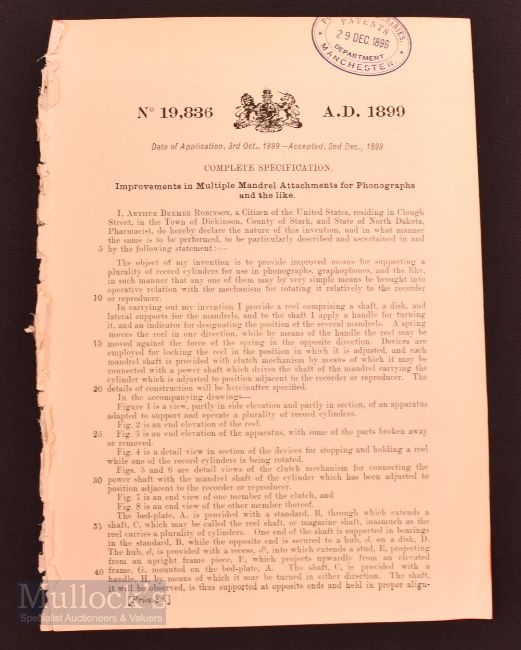 PATENTS
29 DEC. 1899
DEPARTMENT
MANCHESTER.
Nº 19,836 A.D. 1899
Date of Application, 3rd Oct., 1899—Accepted, 2nd Dec., 1899
COMPLETE SPECIFICATION.
Improvements in Multiple Mandrel Attachments for Phonographs
and the like.
I, ARTHUR BEEMER ROBINSON, a Citizen of the United States, residing in Clough
Street, in the Town of Dickinson, County of Stark, and State of North Dakota,
Pharmacist, do hereby declare the nature of this invention, and in what manner
the same is to be performed, to be particularly described and ascertained in and
5 by the following statement:—
The object of my invention is to provide improved means for supporting a
plurality of record cylinders for use in phonographs, graphophones, and the like,
in such manner that any one of them may by very simple means be brought into
operative relation with the mechanism for rotating it relatively to the recorder
10 or reproducer.
In carrying out my invention I provide a reel comprising a shaft, a disk, and
lateral supports for the mandrels, and to the shaft I apply a handle for turning
it, and an indicator for designating the position of the several mandrels. A spring
moves the reel in one direction, while by means of the handle the reel may be
15 moved against the force of the spring in the opposite direction. Devices are
employed for locking the reel in the position in which it is adjusted, and each
mandrel shaft is provided with clutch mechanism by means of which it may be
connected with a power shaft which drives the shaft of the mandrel carrying the
cylinder which is adjusted to position adjacent to the recorder or reproducer. The
20 details of construction will be hereinafter specified.
In the accompanying drawings—
Figure 1 is a view, partly in side elevation and partly in section, of an apparatus
adapted to support and operate a plurality of record cylinders.
Fig. 2 is an end elevation of the reel.
25 Fig. 3 is an end elevation of the apparatus, with some of the parts broken away
or removed.
Fig. 4 is a detail view in section of the devices for stopping and holding a reel
while one of the record cylinders is being rotated.
Figs. 5 and 6 are detail views of the clutch mechanism for connecting the
30 power shaft with the mandrel shaft of the cylinder which has been adjusted to
position adjacent to the recorder or reproducer.
Fig. 7 is an end view of one member of the clutch, and
Fig. 8 is an end view of the other member thereof.
The bed-plate, A, is provided with a standard, B, through which extends a
35 shaft, C, which may be called the reel shaft, or magazine shaft, inasmuch as the
reel carries a plurality of cylinders. One end of the shaft is supported in bearings
in the standard, B, while the opposite end is secured to a hub, d, on a disk, D.
The hub, d, is provided with a recess, d¹, into which extends a stud, E, projecting
from an upright frame piece, F, which projects upwardly from an elevated
40 frame, G, mounted on the bed-plate, A. The shaft, C, is provided with a
handle, H, by means of which it may be turned in either direction. The shaft,
it will be observed, is thus supported at opposite ends and held in proper align-
[Price 8d.]
Mullock's
Specialist Auctioneers & Valuers